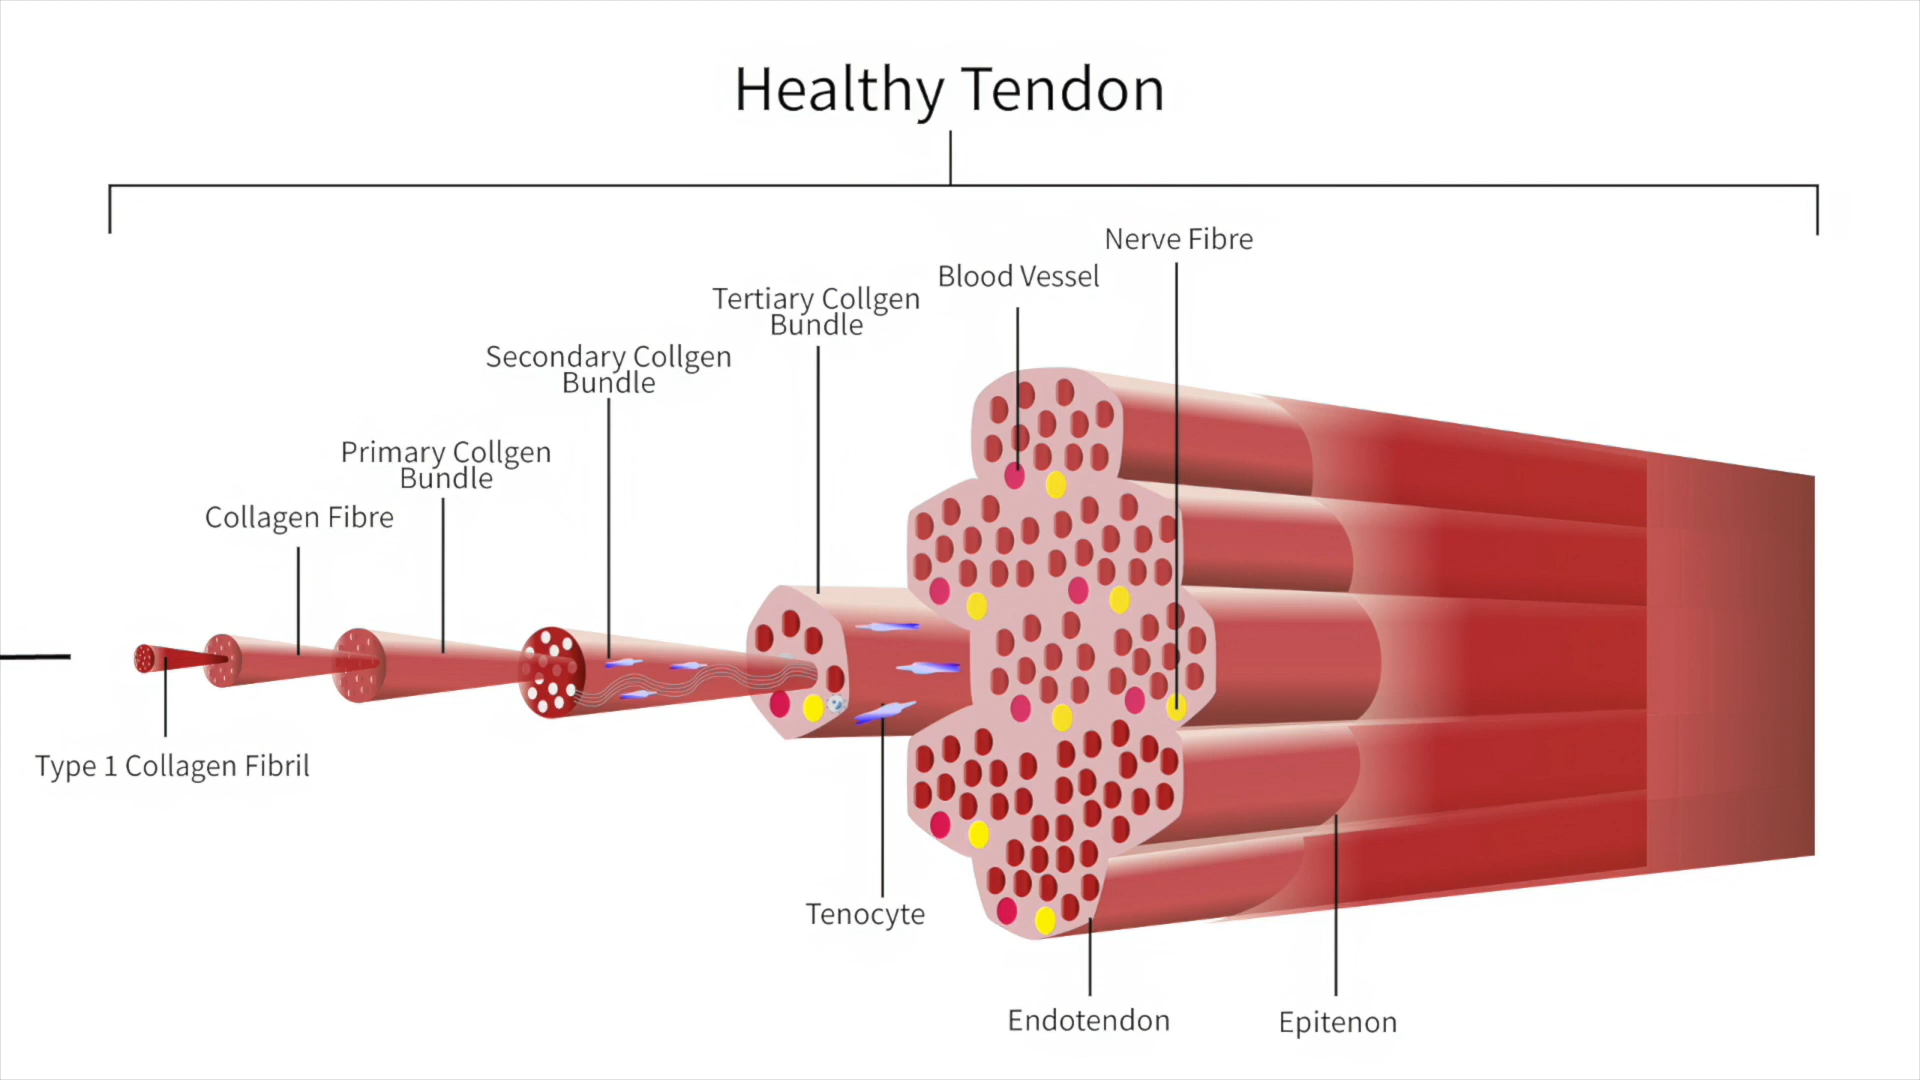 Healthy Tendon
Nerve Fibre
Blood Vessel
Tertiary Collgen
Bundle
Secondary Collgen
Bundle
Primary Collgen
Bundle
Collagen Fibre
Type 1 Collagen Fibril
Tenocyte
Endotendon
Epitenon